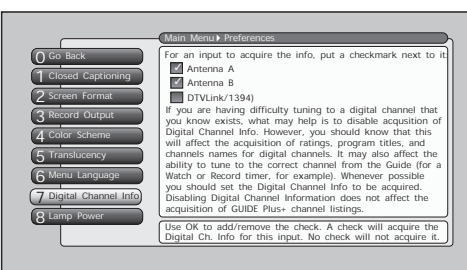 Main Menu Preferences
0 Go Back
1 Closed Captioning
2 Screen Format
3 Record Output
4 Color Scheme
5 Translucency
6 Menu Language
7 Digital Channel Info
8 Lamp Power
For an input to acquire the info, put a checkmark next to it:
Antenna A
Antenna B
DTVLink/1394)
If you are having difficulty tuning to a digital channel that
you know exists, what may help is to disable acqusition of
Digital Channel Info. However, you should know that this
will affect the acquisition of ratings, program titles, and
channels names for digital channels. It may also affect the
ability to tune to the correct channel from the Guide (for a
Watch or Record timer, for example). Whenever possible
you should set the Digital Channel Info to be acquired.
Disabling Digital Channel Information does not affect the
acquisition of GUIDE Plus+ channel listings.
Use OK to add/remove the check. A check will acquire the
Digital Ch. Info for this input. No check will not acquire it.